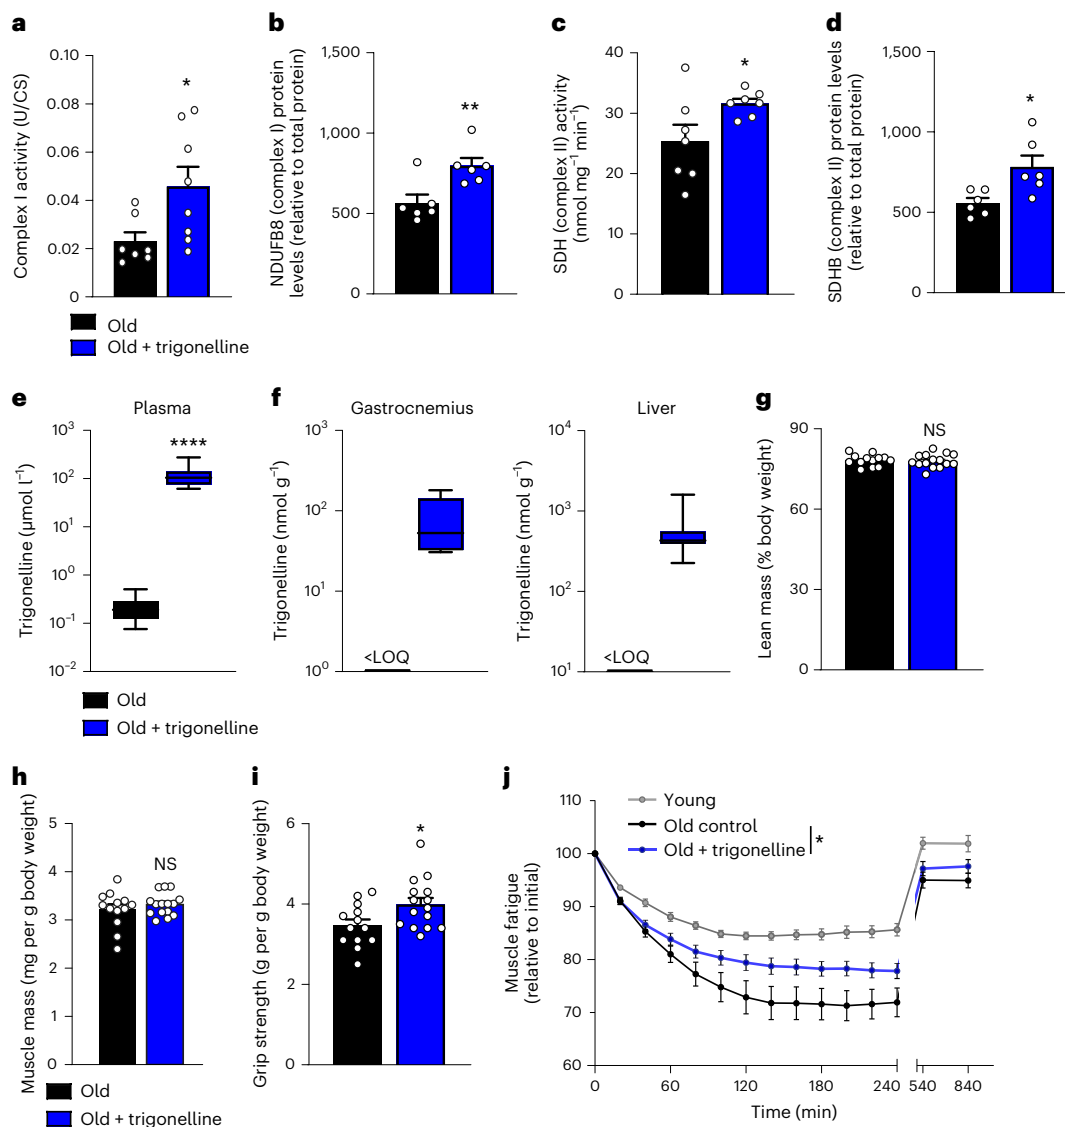 a
Complex I activity (U/CS)
0.10
0.08
0.06
0.04
0.02
0
*
b
NDUFB8 (complex I) protein
levels (relative to total protein)
1,500
1,000
500
0
**
c
SDH (complex II) activity
(nmol mg⁻¹ min⁻¹)
40
30
20
10
0
*
d
SDHB (complex II) protein levels
(relative to total protein)
1,500
1,000
500
0
*
Old
Old + trigonelline
e
Plasma
Trigonelline (µmol l⁻¹)
10³
10²
10¹
10⁰
10⁻¹
10⁻²
****
f
Gastrocnemius
Trigonelline (nmol g⁻¹)
10³
10²
10¹
10⁰
<LOQ
Liver
Trigonelline (nmol g⁻¹)
10⁴
10³
10²
10¹
<LOQ
g
Lean mass (% body weight)
90
60
30
0
NS
Old
Old + trigonelline
h
Muscle mass (mg per g body weight)
5
4
3
2
1
0
NS
i
Grip strength (g per g body weight)
6
4
2
0
*
Old
Old + trigonelline
j
Muscle fatigue
(relative to initial)
110
100
90
80
70
60
Young
Old control
Old + trigonelline
*
0 60 120 180 240 540 840
Time (min)